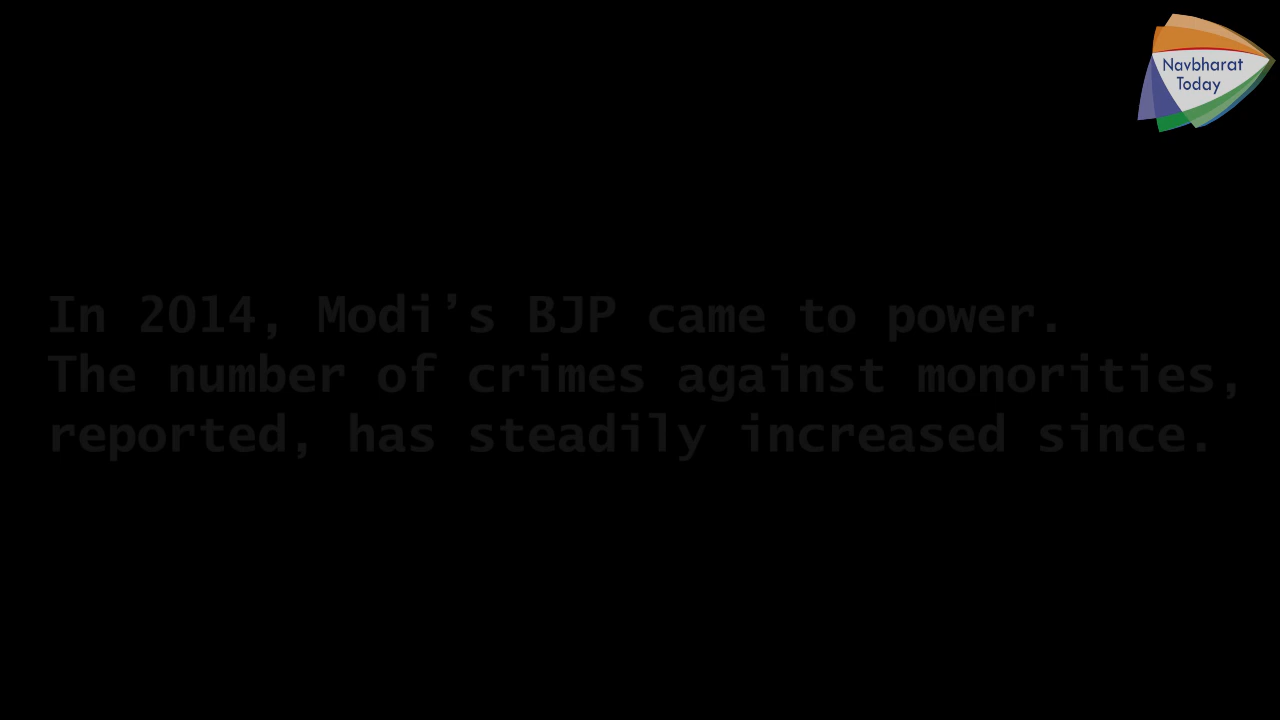 Navbharat
Today
In 2014, Modi’s BJP came to power.
The number of crimes against monorities,
reported, has steadily increased since.